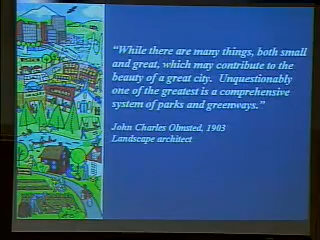 “While there are many things, both small
and great, which may contribute to the
beauty of a great city. Unquestionably
one of the greatest is a comprehensive
system of parks and greenways.”
John Charles Olmsted, 1903
Landscape architect